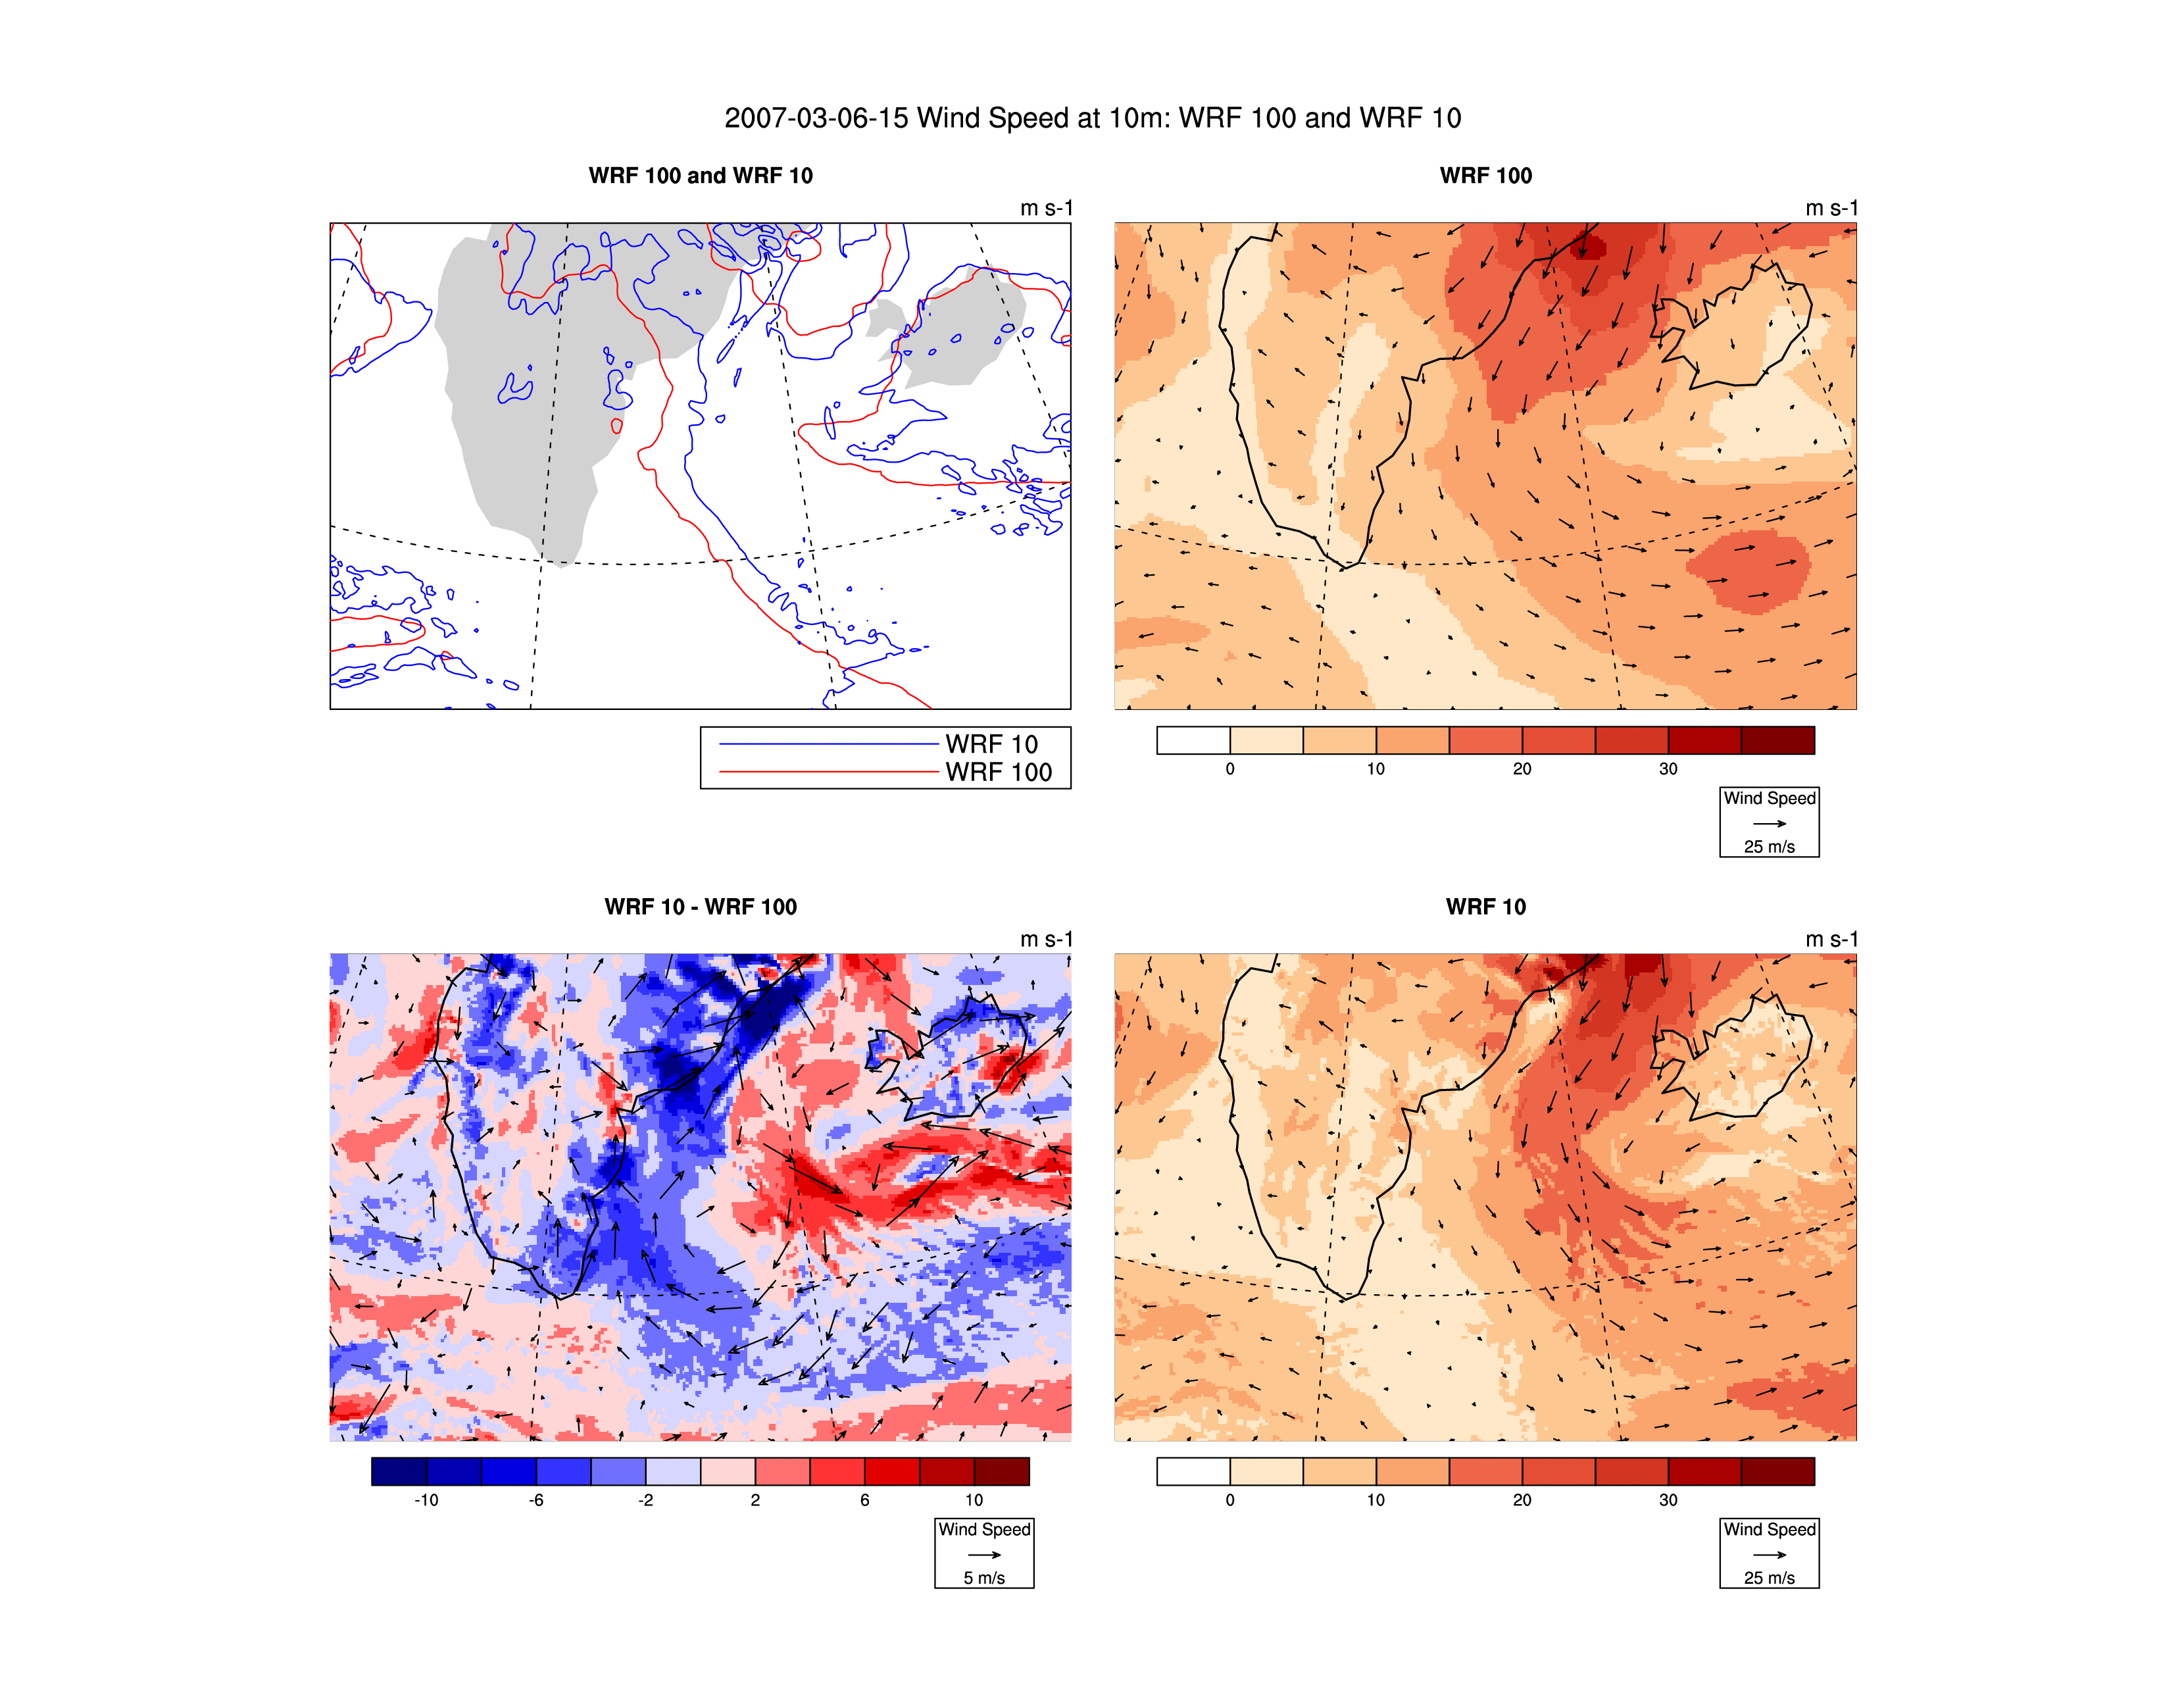 2007-03-06-15 Wind Speed at 10m: WRF 100 and WRF 10
WRF 100 and WRF 10
m s-1
WRF 10
WRF 100
WRF 100
m s-1
0 10 20 30
Wind Speed
25 m/s
WRF 10 - WRF 100
m s-1
-10 -6 -2 2 6 10
Wind Speed
5 m/s
WRF 10
m s-1
0 10 20 30
Wind Speed
25 m/s